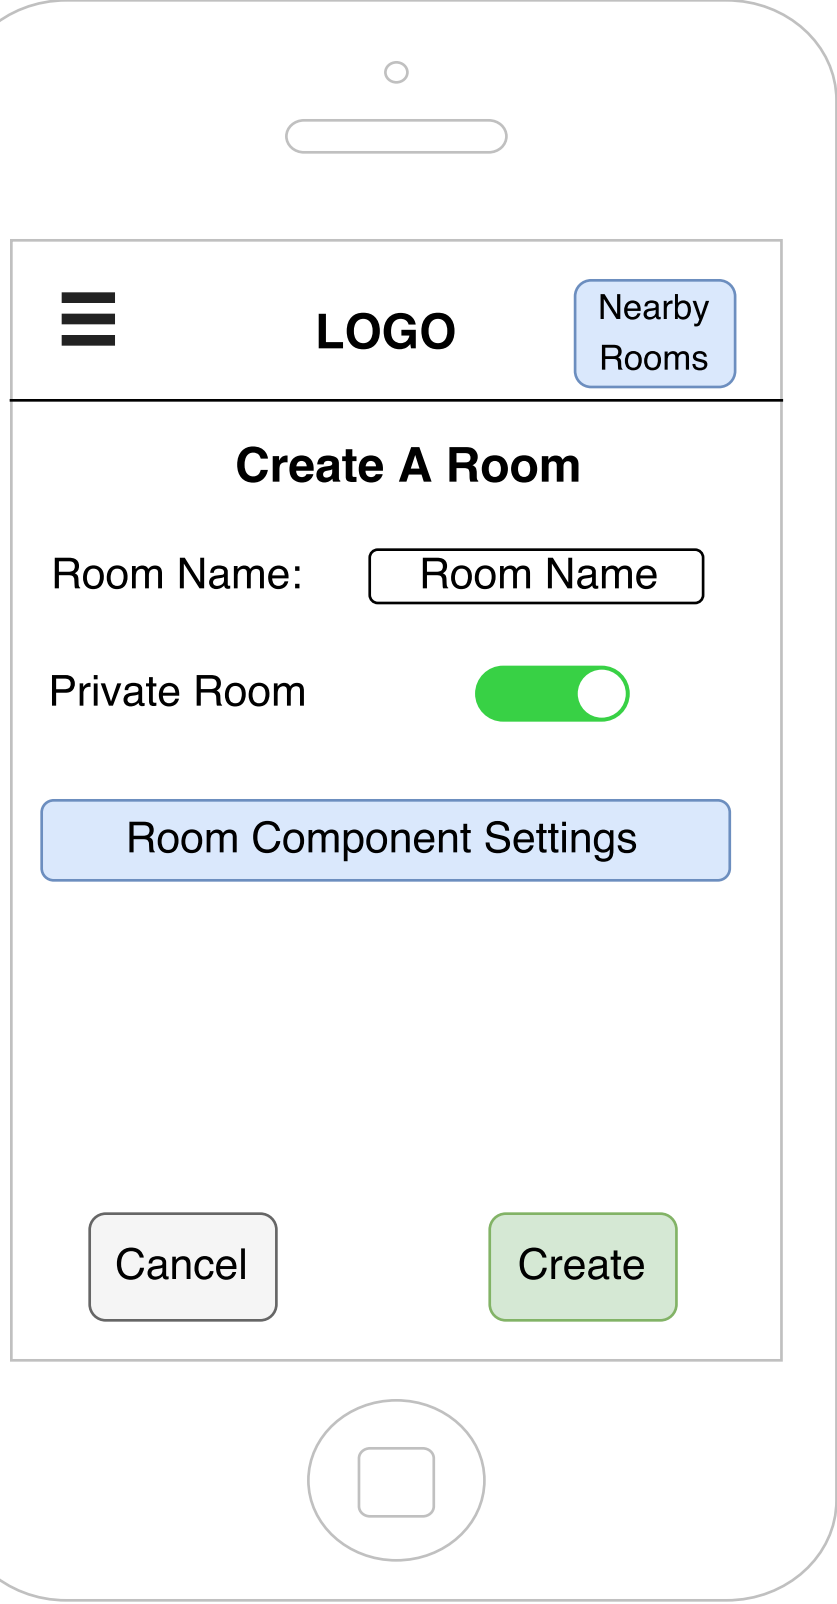 LOGO
Nearby
Rooms
Create A Room
Room Name:
Room Name
Private Room
Room Component Settings
Cancel
Create